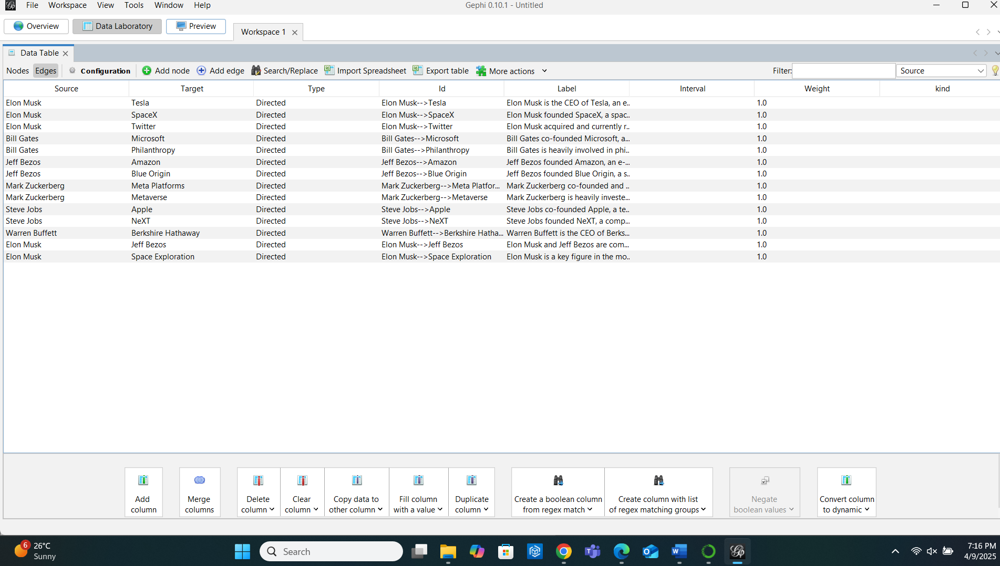 File Workspace View Tools Window Help Gephi 0.10.1 - Untitled
Overview Data Laboratory Preview Workspace 1
Data Table
Nodes Edges Configuration Add node Add edge Search/Replace Import Spreadsheet Export table More actions Filter: Source
Source Target Type Id Label Interval Weight kind
Elon Musk Tesla Directed Elon Musk-->Tesla Elon Musk is the CEO of Tesla, an e.. 1.0
Elon Musk SpaceX Directed Elon Musk-->SpaceX Elon Musk founded SpaceX, a spac.. 1.0
Elon Musk Twitter Directed Elon Musk-->Twitter Elon Musk acquired and currently r.. 1.0
Bill Gates Microsoft Directed Bill Gates-->Microsoft Bill Gates co-founded Microsoft, a... 1.0
Bill Gates Philanthropy Directed Bill Gates-->Philanthropy Bill Gates is heavily involved in phi.. 1.0
Jeff Bezos Amazon Directed Jeff Bezos-->Amazon Jeff Bezos founded Amazon, an e-... 1.0
Jeff Bezos Blue Origin Directed Jeff Bezos-->Blue Origin Jeff Bezos founded Blue Origin, a s.. 1.0
Mark Zuckerberg Meta Platforms Directed Mark Zuckerberg-->Meta Platfor... Mark Zuckerberg co-founded and .. 1.0
Mark Zuckerberg Metaverse Directed Mark Zuckerberg-->Metaverse Mark Zuckerberg is heavily investe... 1.0
Steve Jobs Apple Directed Steve Jobs-->Apple Steve Jobs co-founded Apple, a te.. 1.0
Steve Jobs NeXT Directed Steve Jobs-->NeXT Steve Jobs founded NeXT, a comp... 1.0
Warren Buffett Berkshire Hathaway Directed Warren Buffett-->Berkshire Hatha... Warren Buffett is the CEO of Berks... 1.0
Elon Musk Jeff Bezos Directed Elon Musk-->Jeff Bezos Elon Musk and Jeff Bezos are com... 1.0
Elon Musk Space Exploration Directed Elon Musk-->Space Exploration Elon Musk is a key figure in the mo.. 1.0
Add column
Merge columns
Delete column
Clear column
Copy data to other column
Fill column with a value
Duplicate column
Create a boolean column from regex match
Create column with list of regex matching groups
Negate boolean values
Convert column to dynamic
6 26°C
Sunny
Search
7:16 PM
4/9/2025